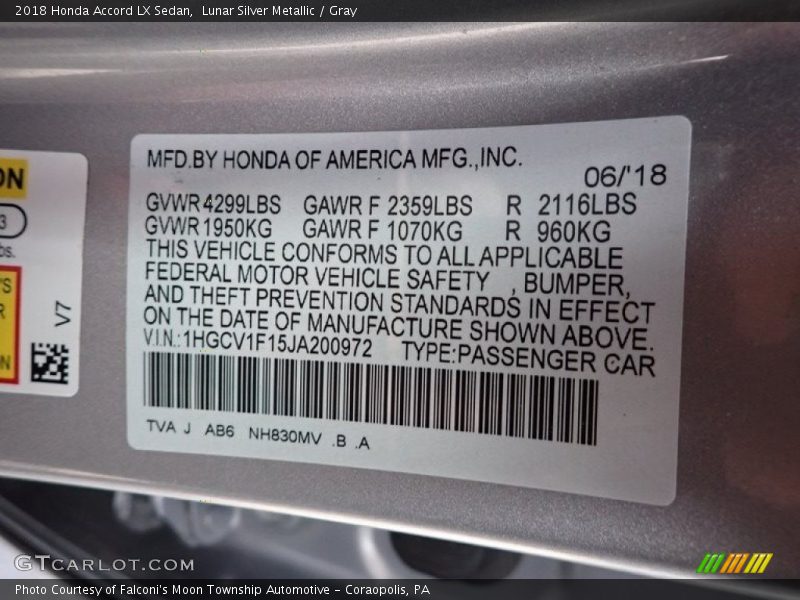 2018 Honda Accord LX Sedan,  Lunar Silver Metallic / Gray
MFD.BY HONDA OF AMERICA MFG.,INC.
06/'18
GVWR 4299LBS GAWR F 2359LBS R 2116LBS
GVWR 1950KG GAWR F 1070KG R 960KG
THIS VEHICLE CONFORMS TO ALL APPLICABLE
FEDERAL MOTOR VEHICLE SAFETY , BUMPER,
AND THEFT PREVENTION STANDARDS IN EFFECT
ON THE DATE OF MANUFACTURE SHOWN ABOVE.
V.I.N.:1HGCV1F15JA200972 TYPE:PASSENGER CAR
TVA J AB6 NH830MV .B .A
V7
GTCARLOT.COM
Photo Courtesy of Falconi's Moon Township Automotive - Coraopolis, PA